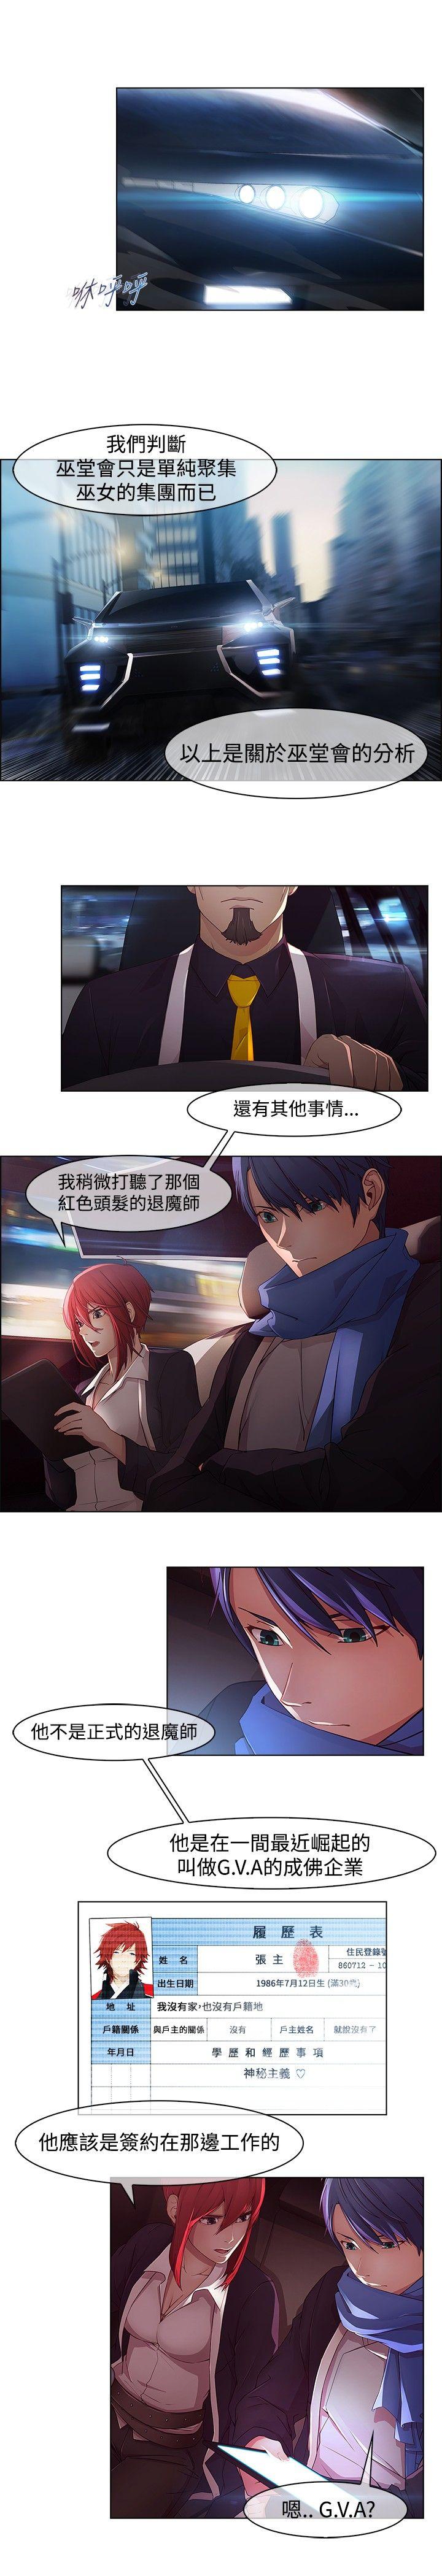 咻呼呼
我們判斷
巫堂會只是單純聚集
巫女的集團而已
以上是關於巫堂會的分析
還有其他事情...
我稍微打聽了那個
紅色頭髮的退魔師
他不是正式的退魔師
他是在一間最近崛起的
叫做G.V.A的成佛企業
履歷表
姓名 張主 住民登錄號
860712 - 10
出生日期 1986年7月12日生 (滿30歲)
地址 我沒有家,也沒有戶籍地
戶籍關係 與戶主的關係 沒有 戶主姓名 就說沒有了
年月日 學歷和經歷事項
神秘主義 ♡
他應該是簽約在那邊工作的
嗯.. G.V.A?